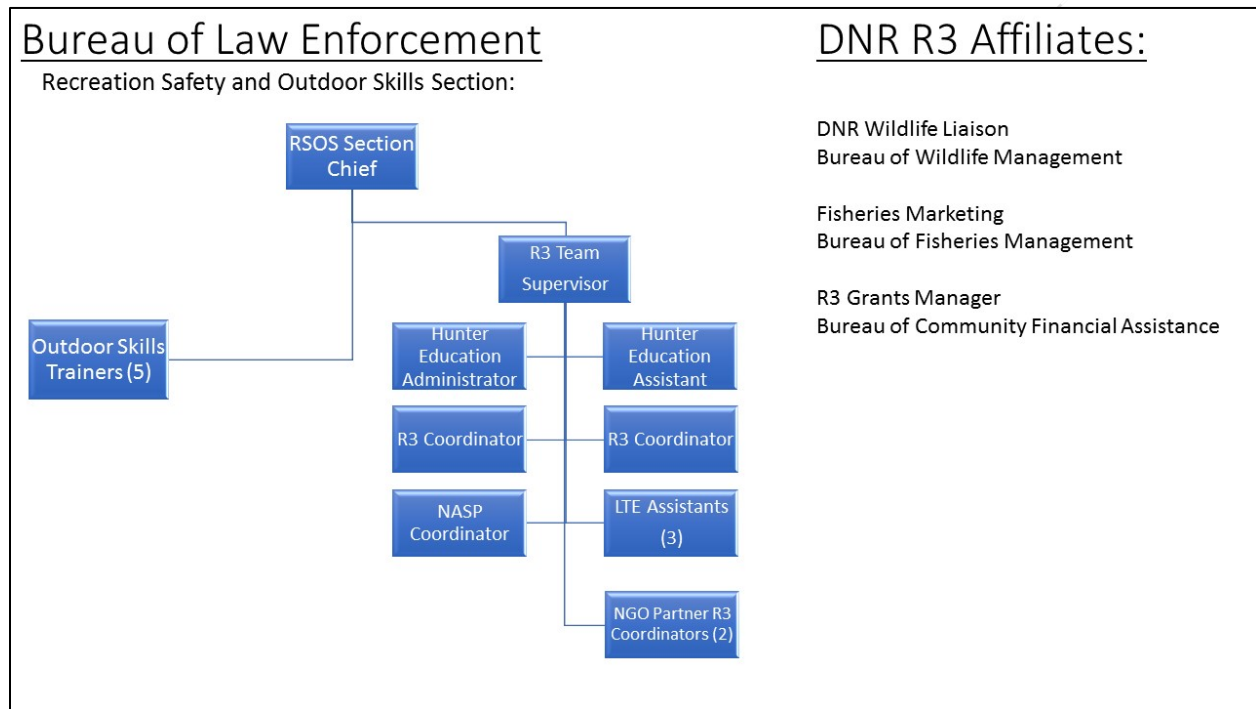 Bureau of Law Enforcement
Recreation Safety and Outdoor Skills Section:
RSOS Section
Chief
R3 Team
Supervisor
Outdoor Skills
Trainers (5)
Hunter
Education
Administrator
Hunter
Education
Assistant
R3 Coordinator
R3 Coordinator
NASP
Coordinator
LTE Assistants
(3)
NGO Partner R3
Coordinators (2)
DNR R3 Affiliates:
DNR Wildlife Liaison
Bureau of Wildlife Management
Fisheries Marketing
Bureau of Fisheries Management
R3 Grants Manager
Bureau of Community Financial Assistance